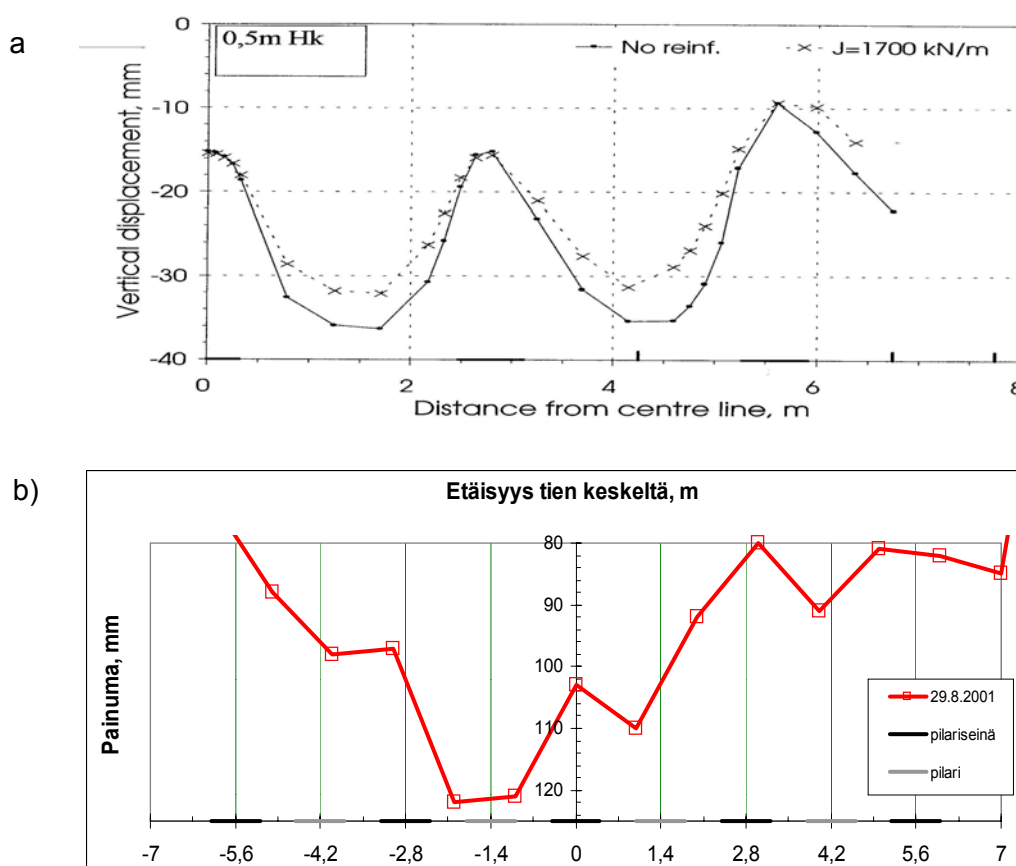 a
0,5m Hk
No reinf.
J=1700 kN/m
Vertical displacement, mm
0
-10
-20
-30
-40
0
2
4
6
8
Distance from centre line, m
b)
Etäisyys tien keskeltä, m
Painuma, mm
80
90
100
110
120
29.8.2001
pilariseinä
pilari
-7
-5,6
-4,2
-2,8
-1,4
0
1,4
2,8
4,2
5,6
7